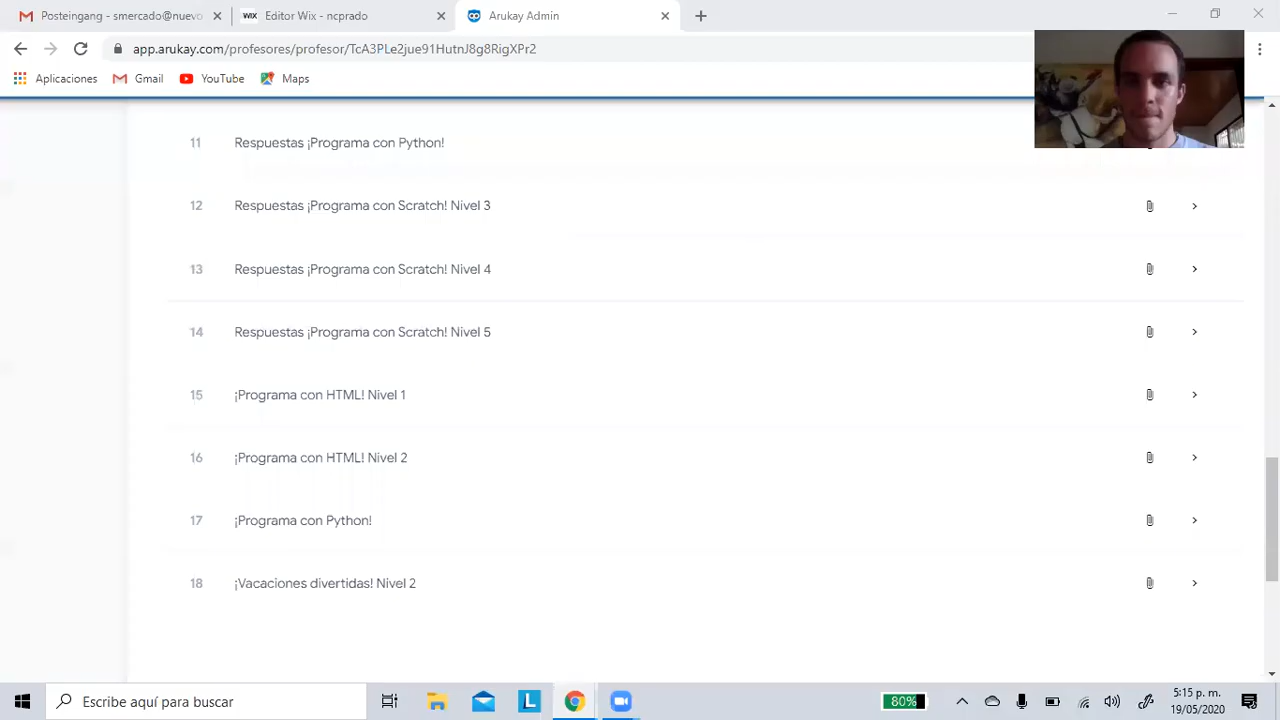 Posteingang - smercado@nuevo
WIX Editor Wix - ncprado
Arukay Admin
app.arukay.com/profesores/profesor/TcA3PLe2jue91HutnJ8g8RigXPr2
Aplicaciones
Gmail
YouTube
Maps
11 Respuestas ¡Programa con Python!
12 Respuestas ¡Programa con Scratch! Nivel 3
13 Respuestas ¡Programa con Scratch! Nivel 4
14 Respuestas ¡Programa con Scratch! Nivel 5
15 ¡Programa con HTML! Nivel 1
16 ¡Programa con HTML! Nivel 2
17 ¡Programa con Python!
18 ¡Vacaciones divertidas! Nivel 2
Escribe aquí para buscar
L
80%
5:15 p. m.
19/05/2020